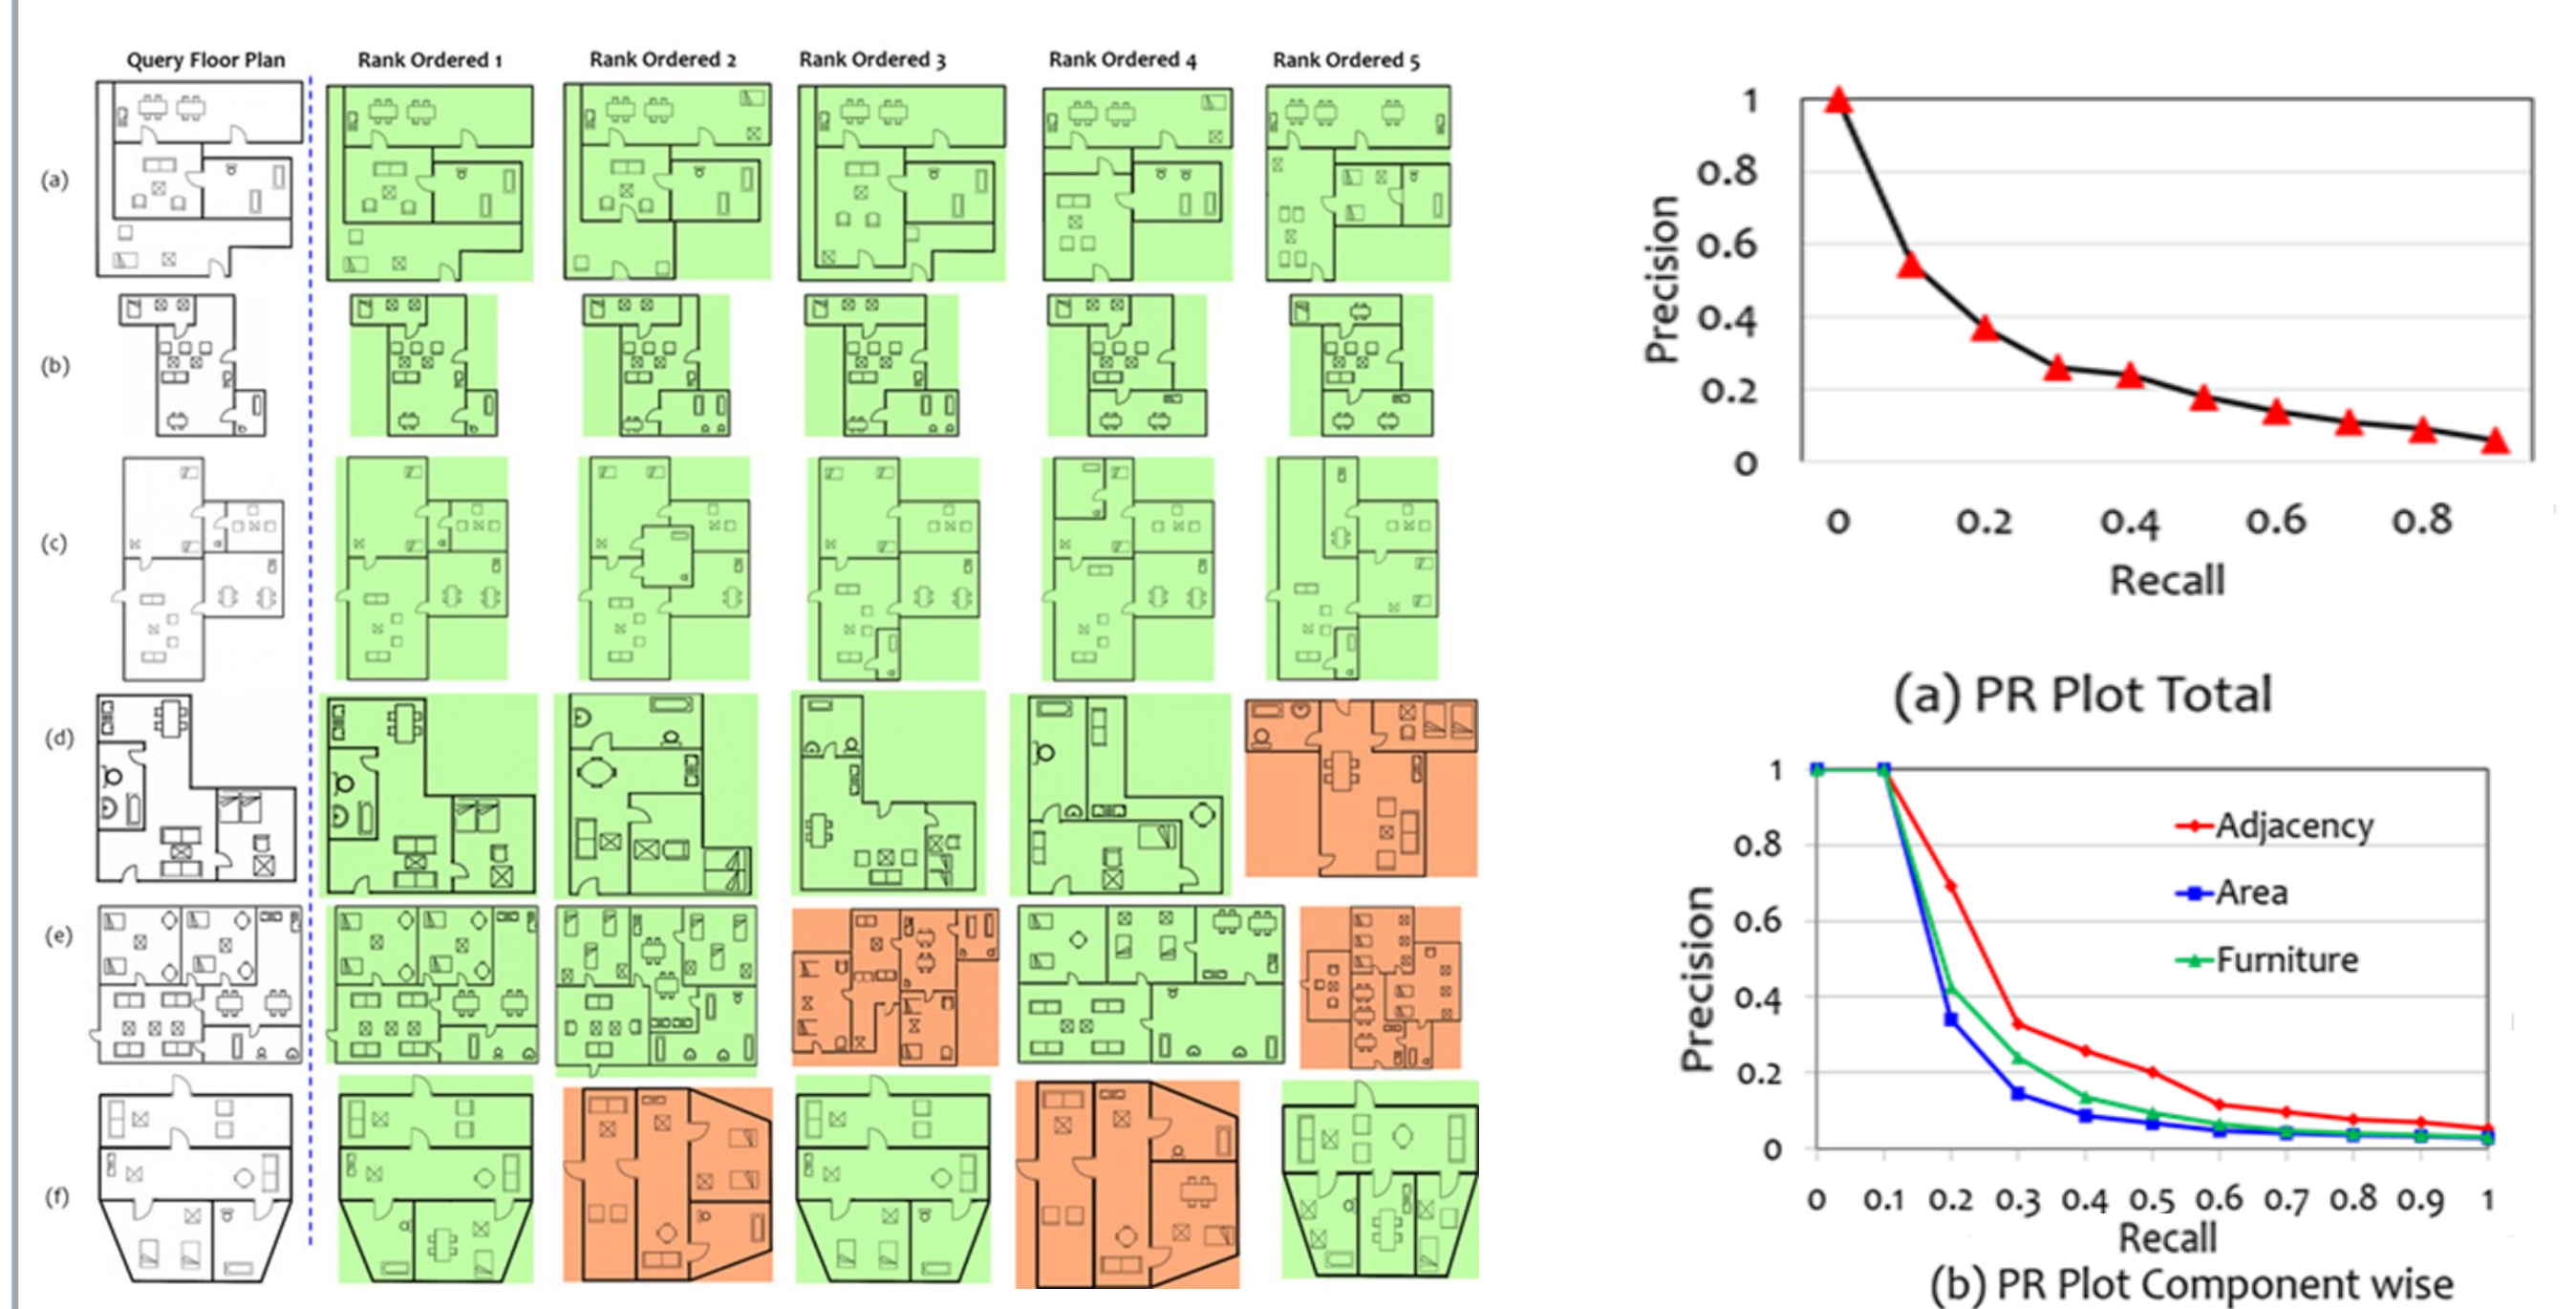 Query Floor Plan Rank Ordered 1 Rank Ordered 2 Rank Ordered 3 Rank Ordered 4 Rank Ordered 5
(a)
(b)
(c)
(d)
(e)
(f)
1
0.8
0.6
0.4
0.2
0
Precision
0 0.2 0.4 0.6 0.8
Recall
(a) PR Plot Total
1
0.8
0.6
0.4
0.2
0
Precision
Adjacency
Area
Furniture
0 0.1 0.2 0.3 0.4 0.5 0.6 0.7 0.8 0.9 1
Recall
(b) PR Plot Component wise